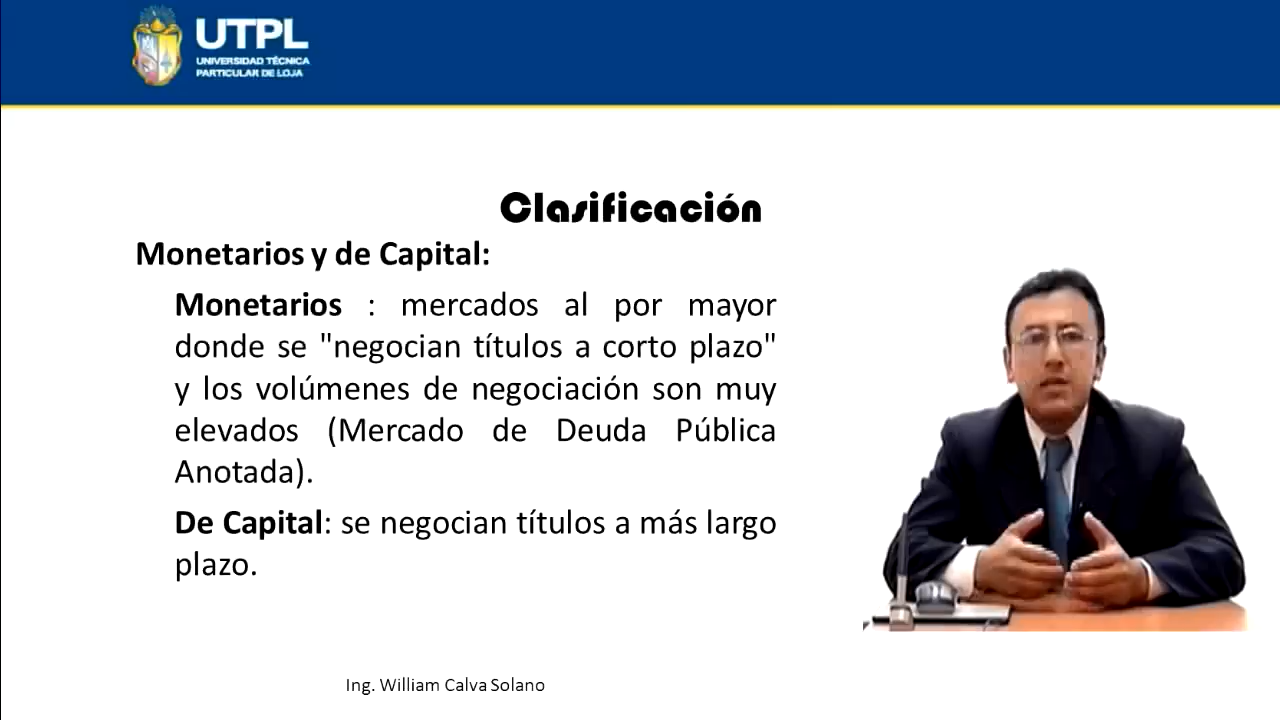 UTPL
UNIVERSIDAD TÉCNICA
PARTICULAR DE LOJA
Clasificación
Monetarios y de Capital:
Monetarios : mercados al por mayor
donde se "negocian títulos a corto plazo"
y los volúmenes de negociación son muy
elevados (Mercado de Deuda Pública
Anotada).
De Capital: se negocian títulos a más largo
plazo.
Ing. William Calva Solano